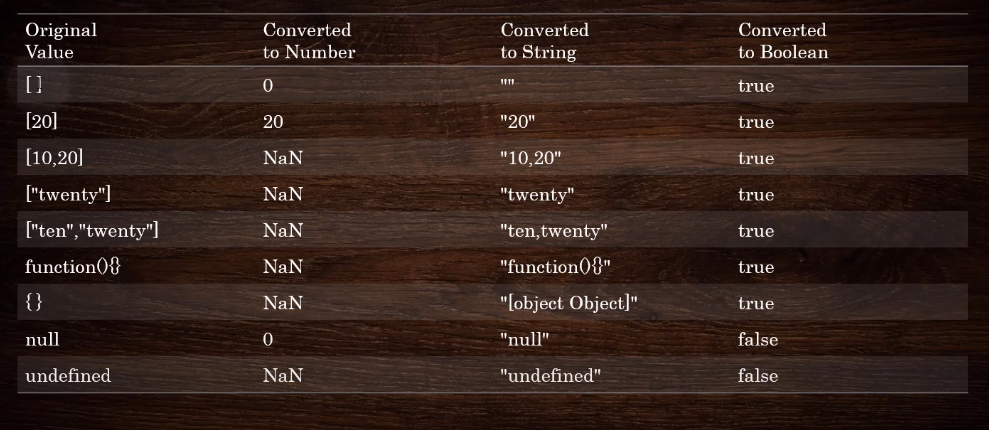 Original Value Converted to Number Converted to String Converted to Boolean
[ ] 0 "" true
[20] 20 "20" true
[10,20] NaN "10,20" true
["twenty"] NaN "twenty" true
["ten","twenty"] NaN "ten,twenty" true
function(){} NaN "function(){}" true
{ } NaN "[object Object]" true
null 0 "null" false
undefined NaN "undefined" false